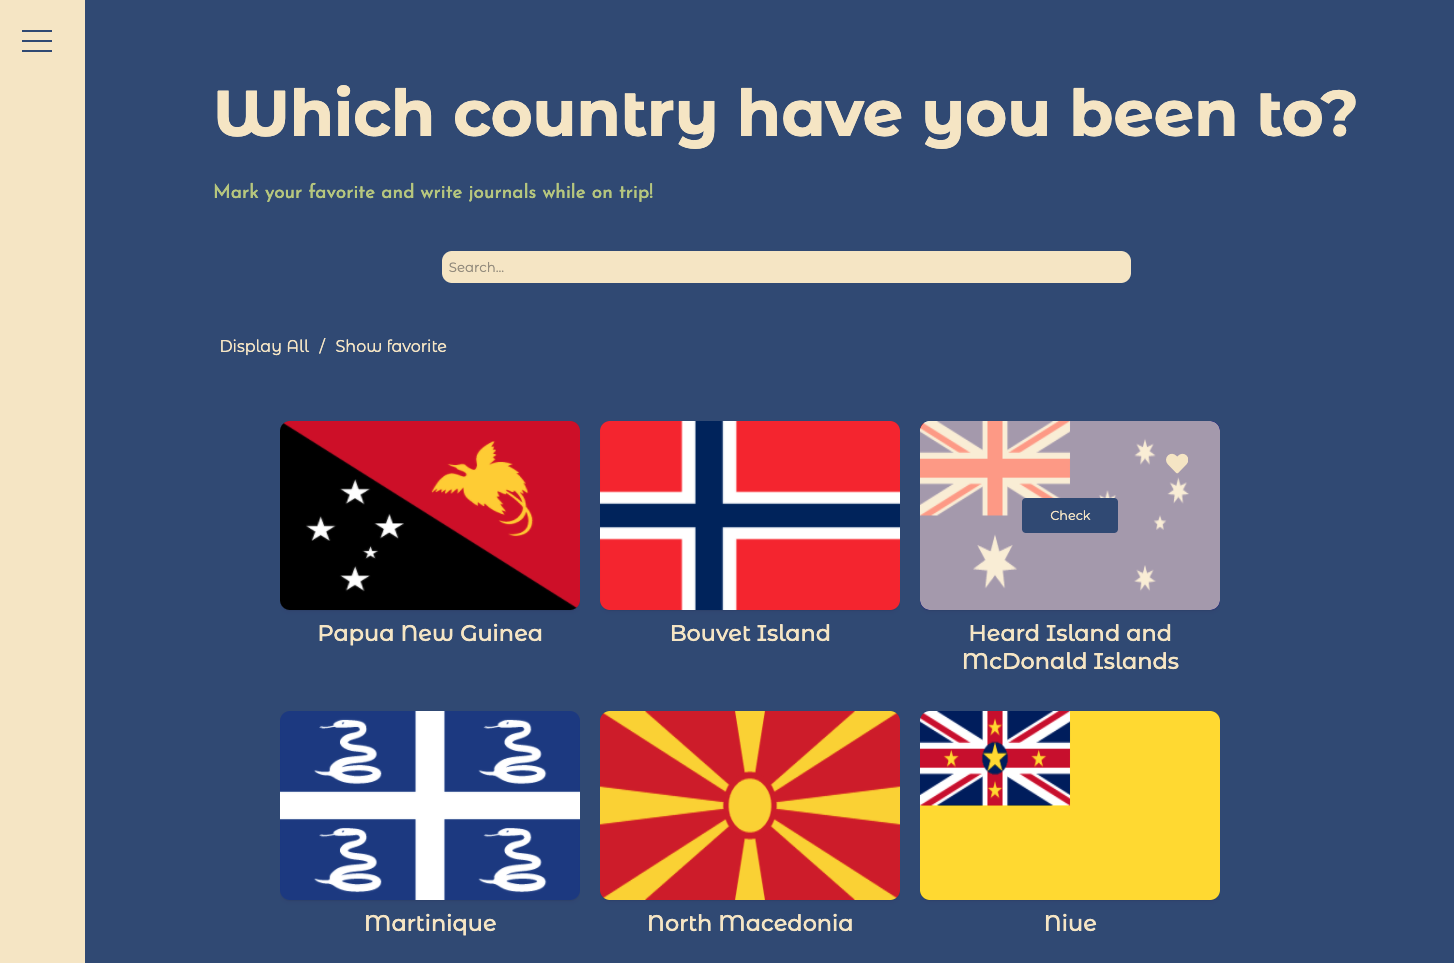 Which country have you been to?
Mark your favorite and write journals while on trip!
Search...
Display All / Show favorite
Check
Papua New Guinea
Bouvet Island
Heard Island and
McDonald Islands
Martinique
North Macedonia
Niue